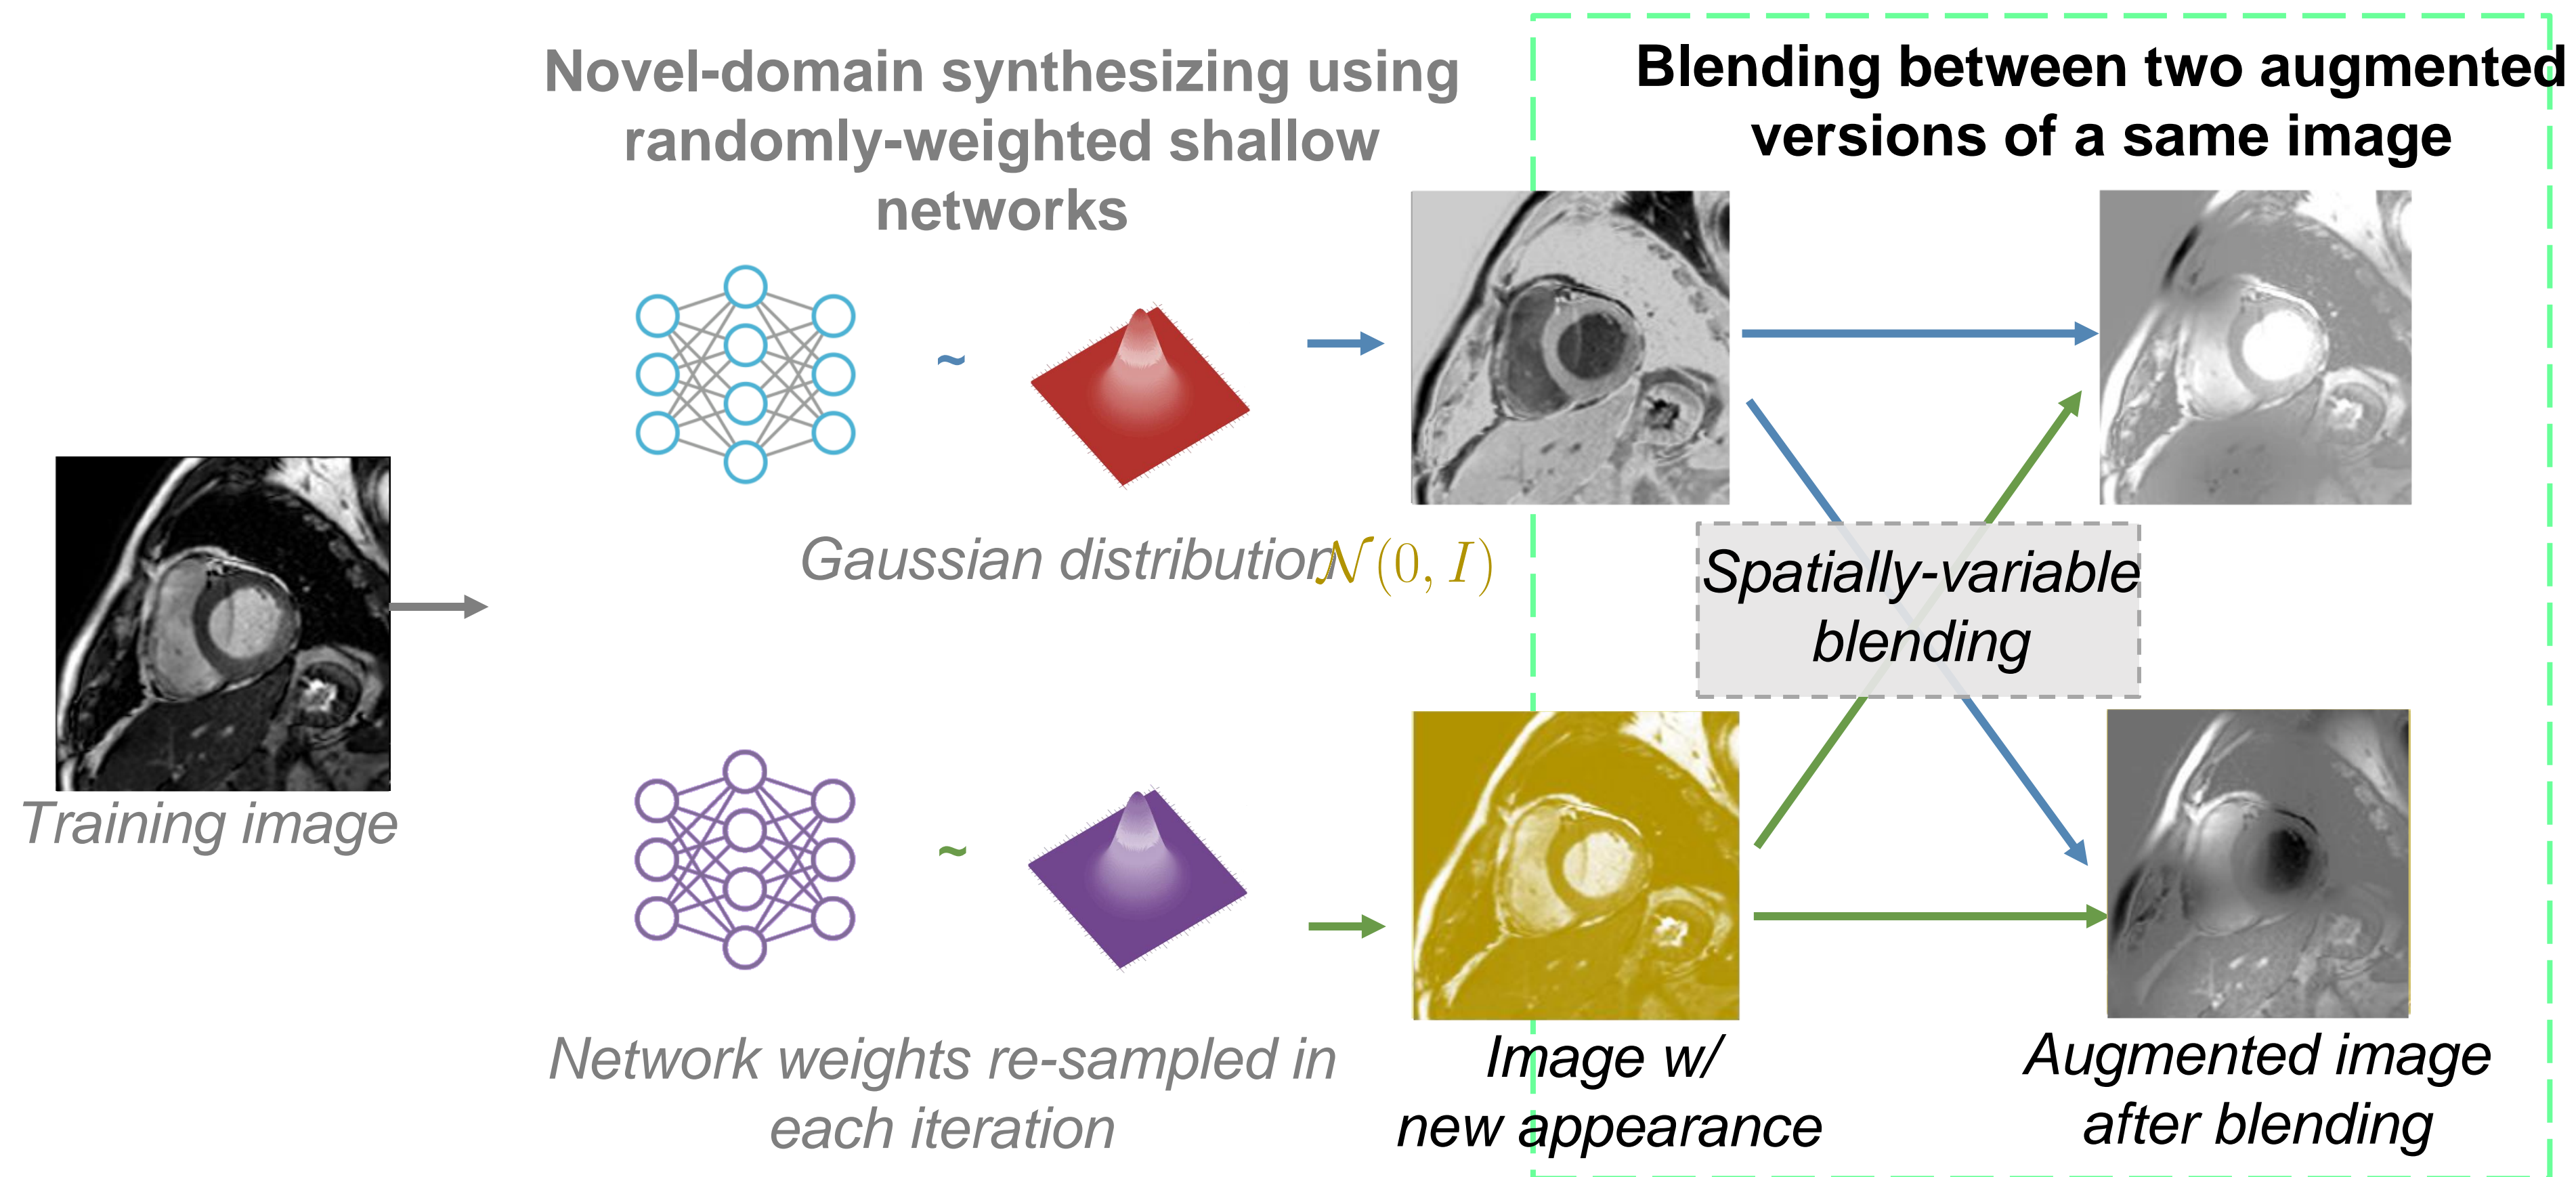 Novel-domain synthesizing using
randomly-weighted shallow
networks
Blending between two augmented
versions of a same image
~
Gaussian distribution 𝒩(0, I)
Spatially-variable
blending
Training image
~
Network weights re-sampled in
each iteration
Image w/
new appearance
Augmented image
after blending